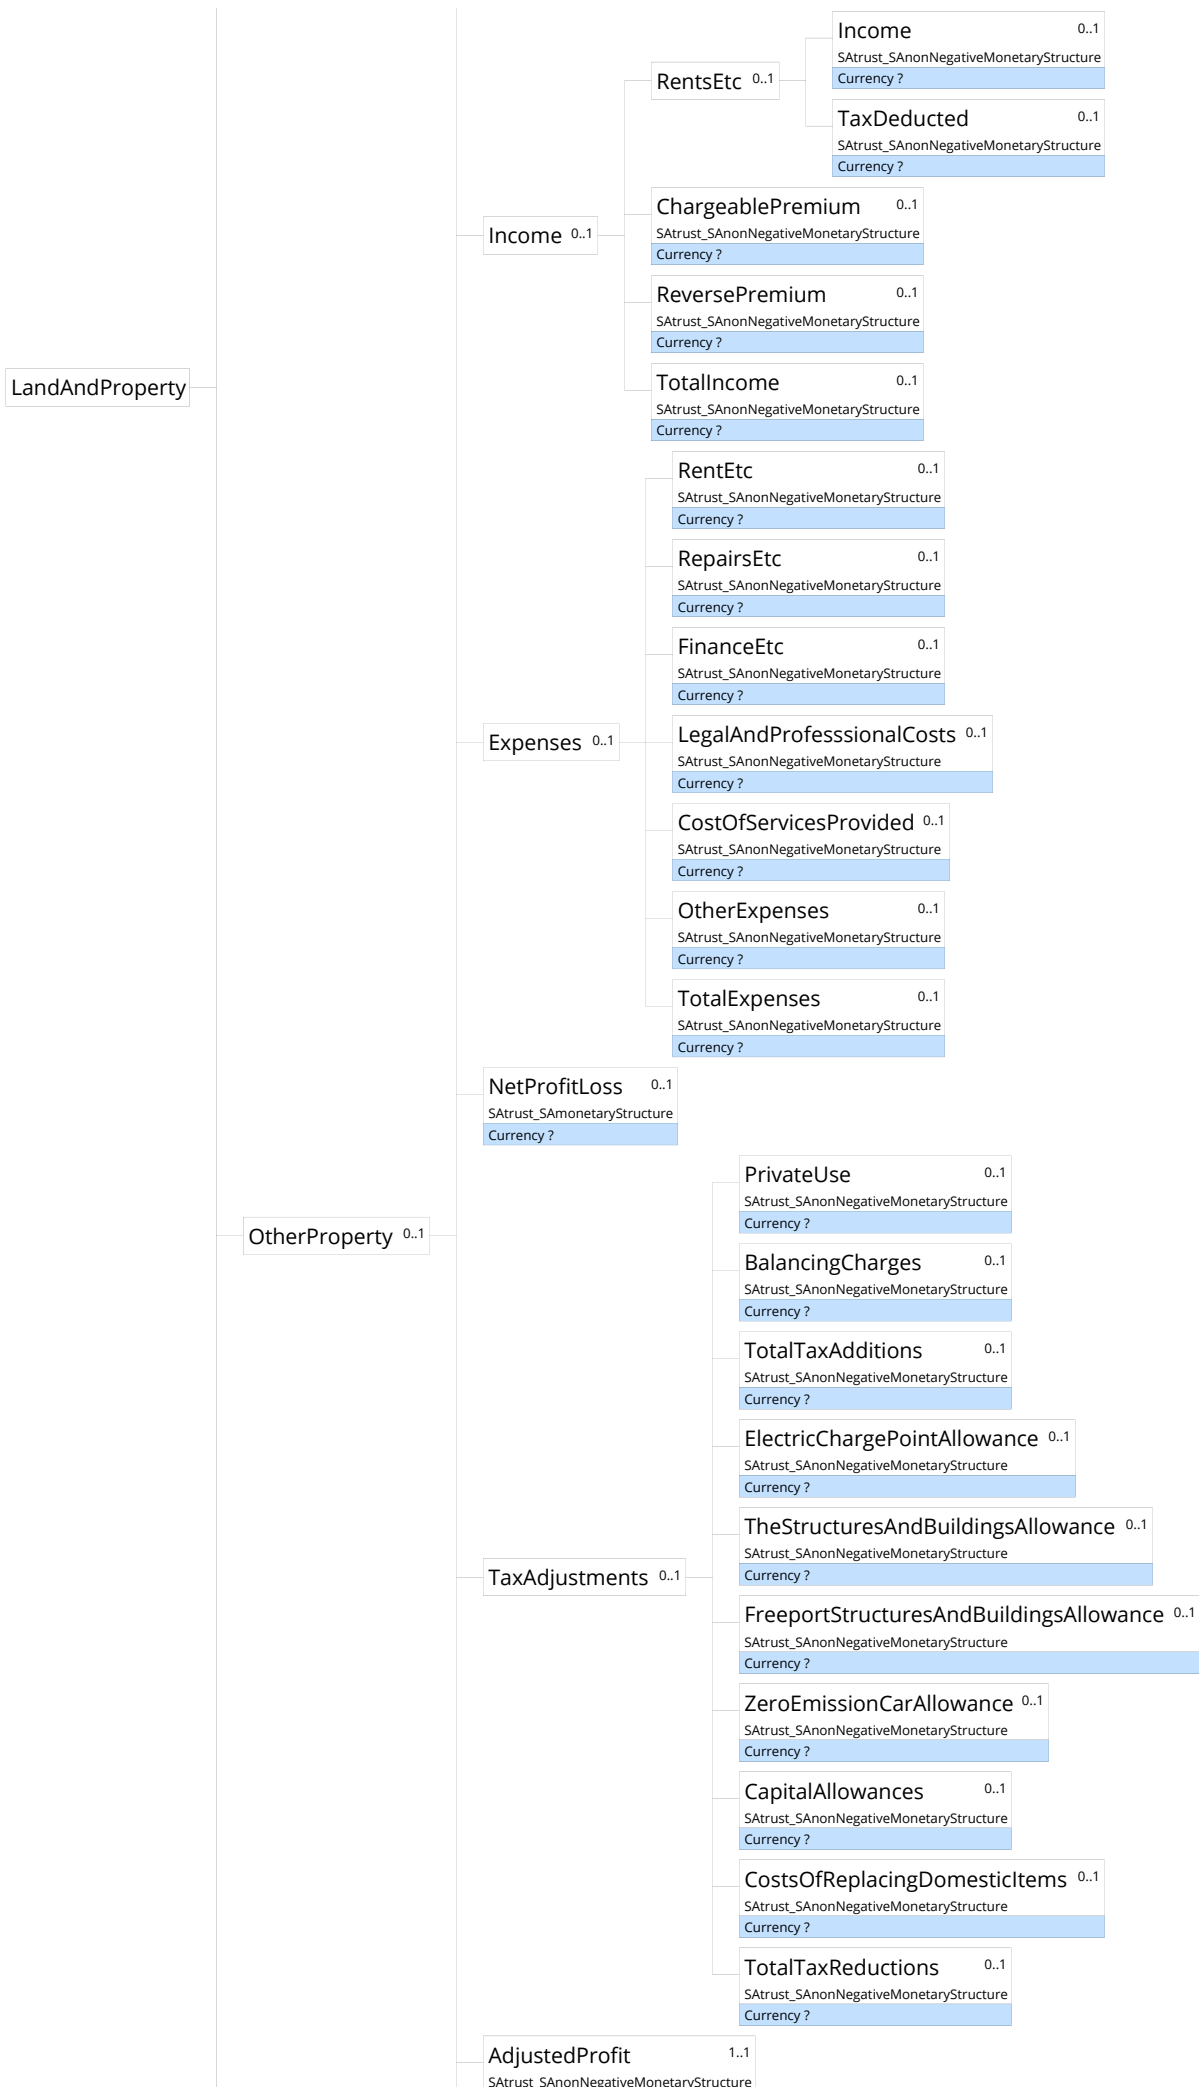 Income 0..1
SAtrust_SAnonNegativeMonetaryStructure
Currency ?
RentsEtc 0..1
TaxDeducted 0..1
SAtrust_SAnonNegativeMonetaryStructure
Currency ?
ChargeablePremium 0..1
SAtrust_SAnonNegativeMonetaryStructure
Currency ?
Income 0..1
ReversePremium 0..1
SAtrust_SAnonNegativeMonetaryStructure
Currency ?
LandAndProperty
TotalIncome 0..1
SAtrust_SAnonNegativeMonetaryStructure
Currency ?
RentEtc 0..1
SAtrust_SAnonNegativeMonetaryStructure
Currency ?
RepairsEtc 0..1
SAtrust_SAnonNegativeMonetaryStructure
Currency ?
FinanceEtc 0..1
SAtrust_SAnonNegativeMonetaryStructure
Currency ?
Expenses 0..1
LegalAndProfesssionalCosts 0..1
SAtrust_SAnonNegativeMonetaryStructure
Currency ?
CostOfServicesProvided 0..1
SAtrust_SAnonNegativeMonetaryStructure
Currency ?
OtherExpenses 0..1
SAtrust_SAnonNegativeMonetaryStructure
Currency ?
TotalExpenses 0..1
SAtrust_SAnonNegativeMonetaryStructure
Currency ?
NetProfitLoss 0..1
SAtrust_SAmonetaryStructure
Currency ?
OtherProperty 0..1
PrivateUse 0..1
SAtrust_SAnonNegativeMonetaryStructure
Currency ?
BalancingCharges 0..1
SAtrust_SAnonNegativeMonetaryStructure
Currency ?
TotalTaxAdditions 0..1
SAtrust_SAnonNegativeMonetaryStructure
Currency ?
ElectricChargePointAllowance 0..1
SAtrust_SAnonNegativeMonetaryStructure
Currency ?
TheStructuresAndBuildingsAllowance 0..1
SAtrust_SAnonNegativeMonetaryStructure
Currency ?
TaxAdjustments 0..1
FreeportStructuresAndBuildingsAllowance 0..1
SAtrust_SAnonNegativeMonetaryStructure
Currency ?
ZeroEmissionCarAllowance 0..1
SAtrust_SAnonNegativeMonetaryStructure
Currency ?
CapitalAllowances 0..1
SAtrust_SAnonNegativeMonetaryStructure
Currency ?
CostsOfReplacingDomesticItems 0..1
SAtrust_SAnonNegativeMonetaryStructure
Currency ?
TotalTaxReductions 0..1
SAtrust_SAnonNegativeMonetaryStructure
Currency ?
AdjustedProfit 1..1
SAtrust_SAnonNegativeMonetaryStructure